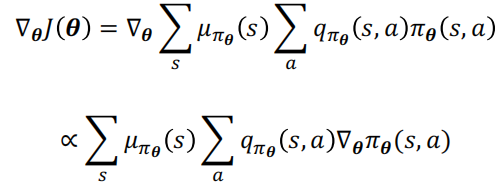 ∇_θ J(θ) = ∇_θ ∑_s μ_{π_θ}(s) ∑_a q_{π_θ}(s, a) π_θ(s, a)
∝ ∑_s μ_{π_θ}(s) ∑_a q_{π_θ}(s, a) ∇_θ π_θ(s, a)